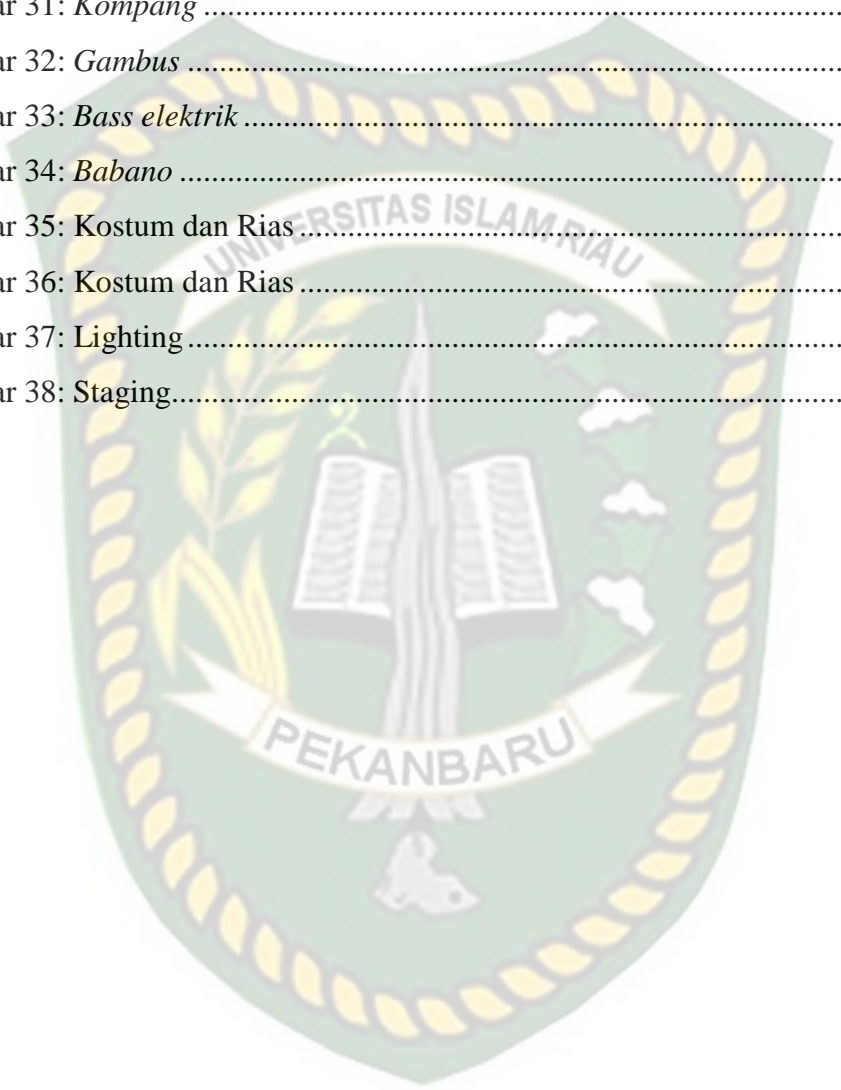 ar 31: Kompang ........................................................................................
ar 32: Gambus ..........................................................................................
ar 33: Bass elektrik ...................................................................................
ar 34: Babano ...........................................................................................
UNIVERSITAS ISLAM RIAU
ar 35: Kostum dan Rias ............................................................................
ar 36: Kostum dan Rias ............................................................................
ar 37: Lighting ..........................................................................................
ar 38: Staging............................................................................................
PEKANBARU